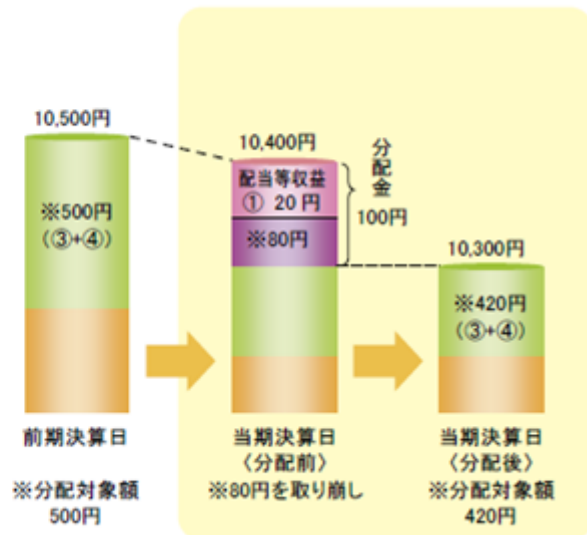 10,500円
※500円
(③+④)
前期決算日
※分配対象額
500円
10,400円
配当等収益
① 20円
※80円
分配金
100円
当期決算日
〈分配前〉
※80円を取り崩し
10,300円
※420円
(③+④)
当期決算日
〈分配後〉
※分配対象額
420円